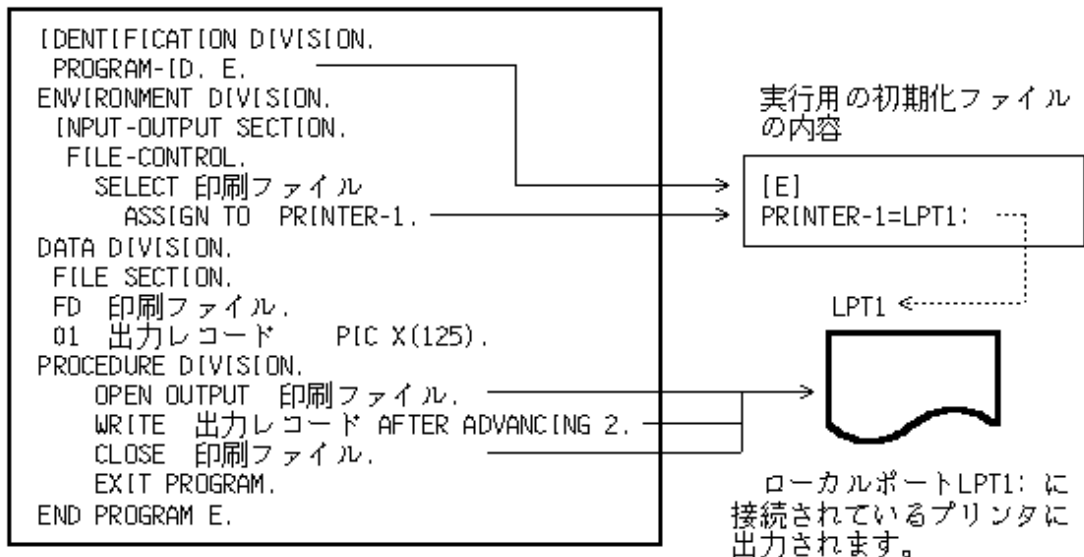 IDENTIFICATION DIVISION.
PROGRAM-ID. E.
ENVIRONMENT DIVISION.
INPUT-OUTPUT SECTION.
FILE-CONTROL.
SELECT 印刷ファイル
ASSIGN TO PRINTER-1.
DATA DIVISION.
FILE SECTION.
FD 印刷ファイル.
01 出力レコード PIC X(125).
PROCEDURE DIVISION.
OPEN OUTPUT 印刷ファイル.
WRITE 出力レコード AFTER ADVANCING 2.
CLOSE 印刷ファイル.
EXIT PROGRAM.
END PROGRAM E.
実行用の初期化ファイル
の内容
[E]
PRINTER-1=LPT1:
LPT1
ローカルポートLPT1: に
接続されているプリンタに
出力されます。